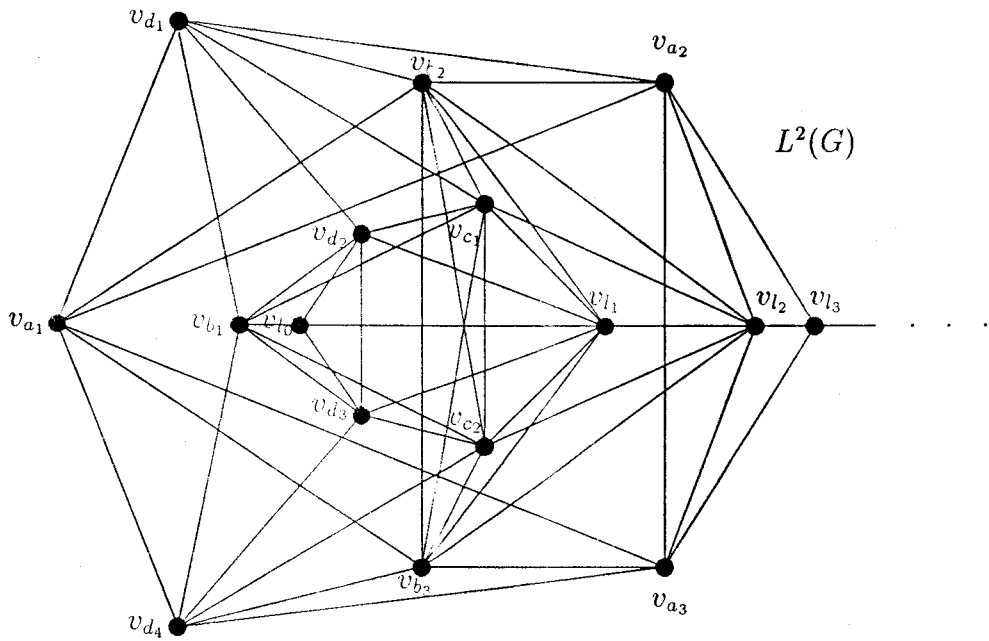 v_{d_1}
v_{b_2}
v_{a_2}
L^2(G)
v_{d_2}
v_{c_1}
v_{a_1}
v_{b_1}
v_{l_0}
v_{l_1}
v_{l_2}
v_{l_3}
. . .
v_{d_3}
v_{c_2}
v_{b_3}
v_{a_3}
v_{d_4}